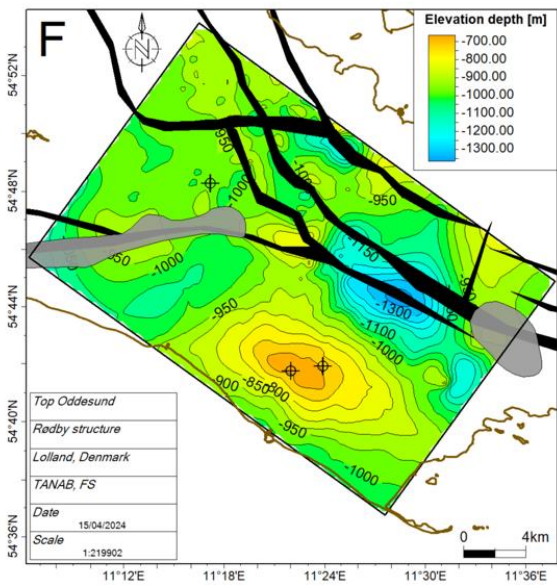 F
N
Elevation depth [m]
-700.00
-800.00
-900.00
-1000.00
-1100.00
-1200.00
-1300.00
54°52'N
54°48'N
54°44'N
54°40'N
54°36'N
-950
-1000
-950
-1150
-1000
-950
-1300
-1100
-1000
-950
-900
-850
-800
-950
-1000
Top Oddesund
Rødby structure
Lolland, Denmark
TANAB, FS
Date
15/04/2024
Scale
1:219902
0 4km
11°12'E 11°18'E 11°24'E 11°30'E 11°36'E